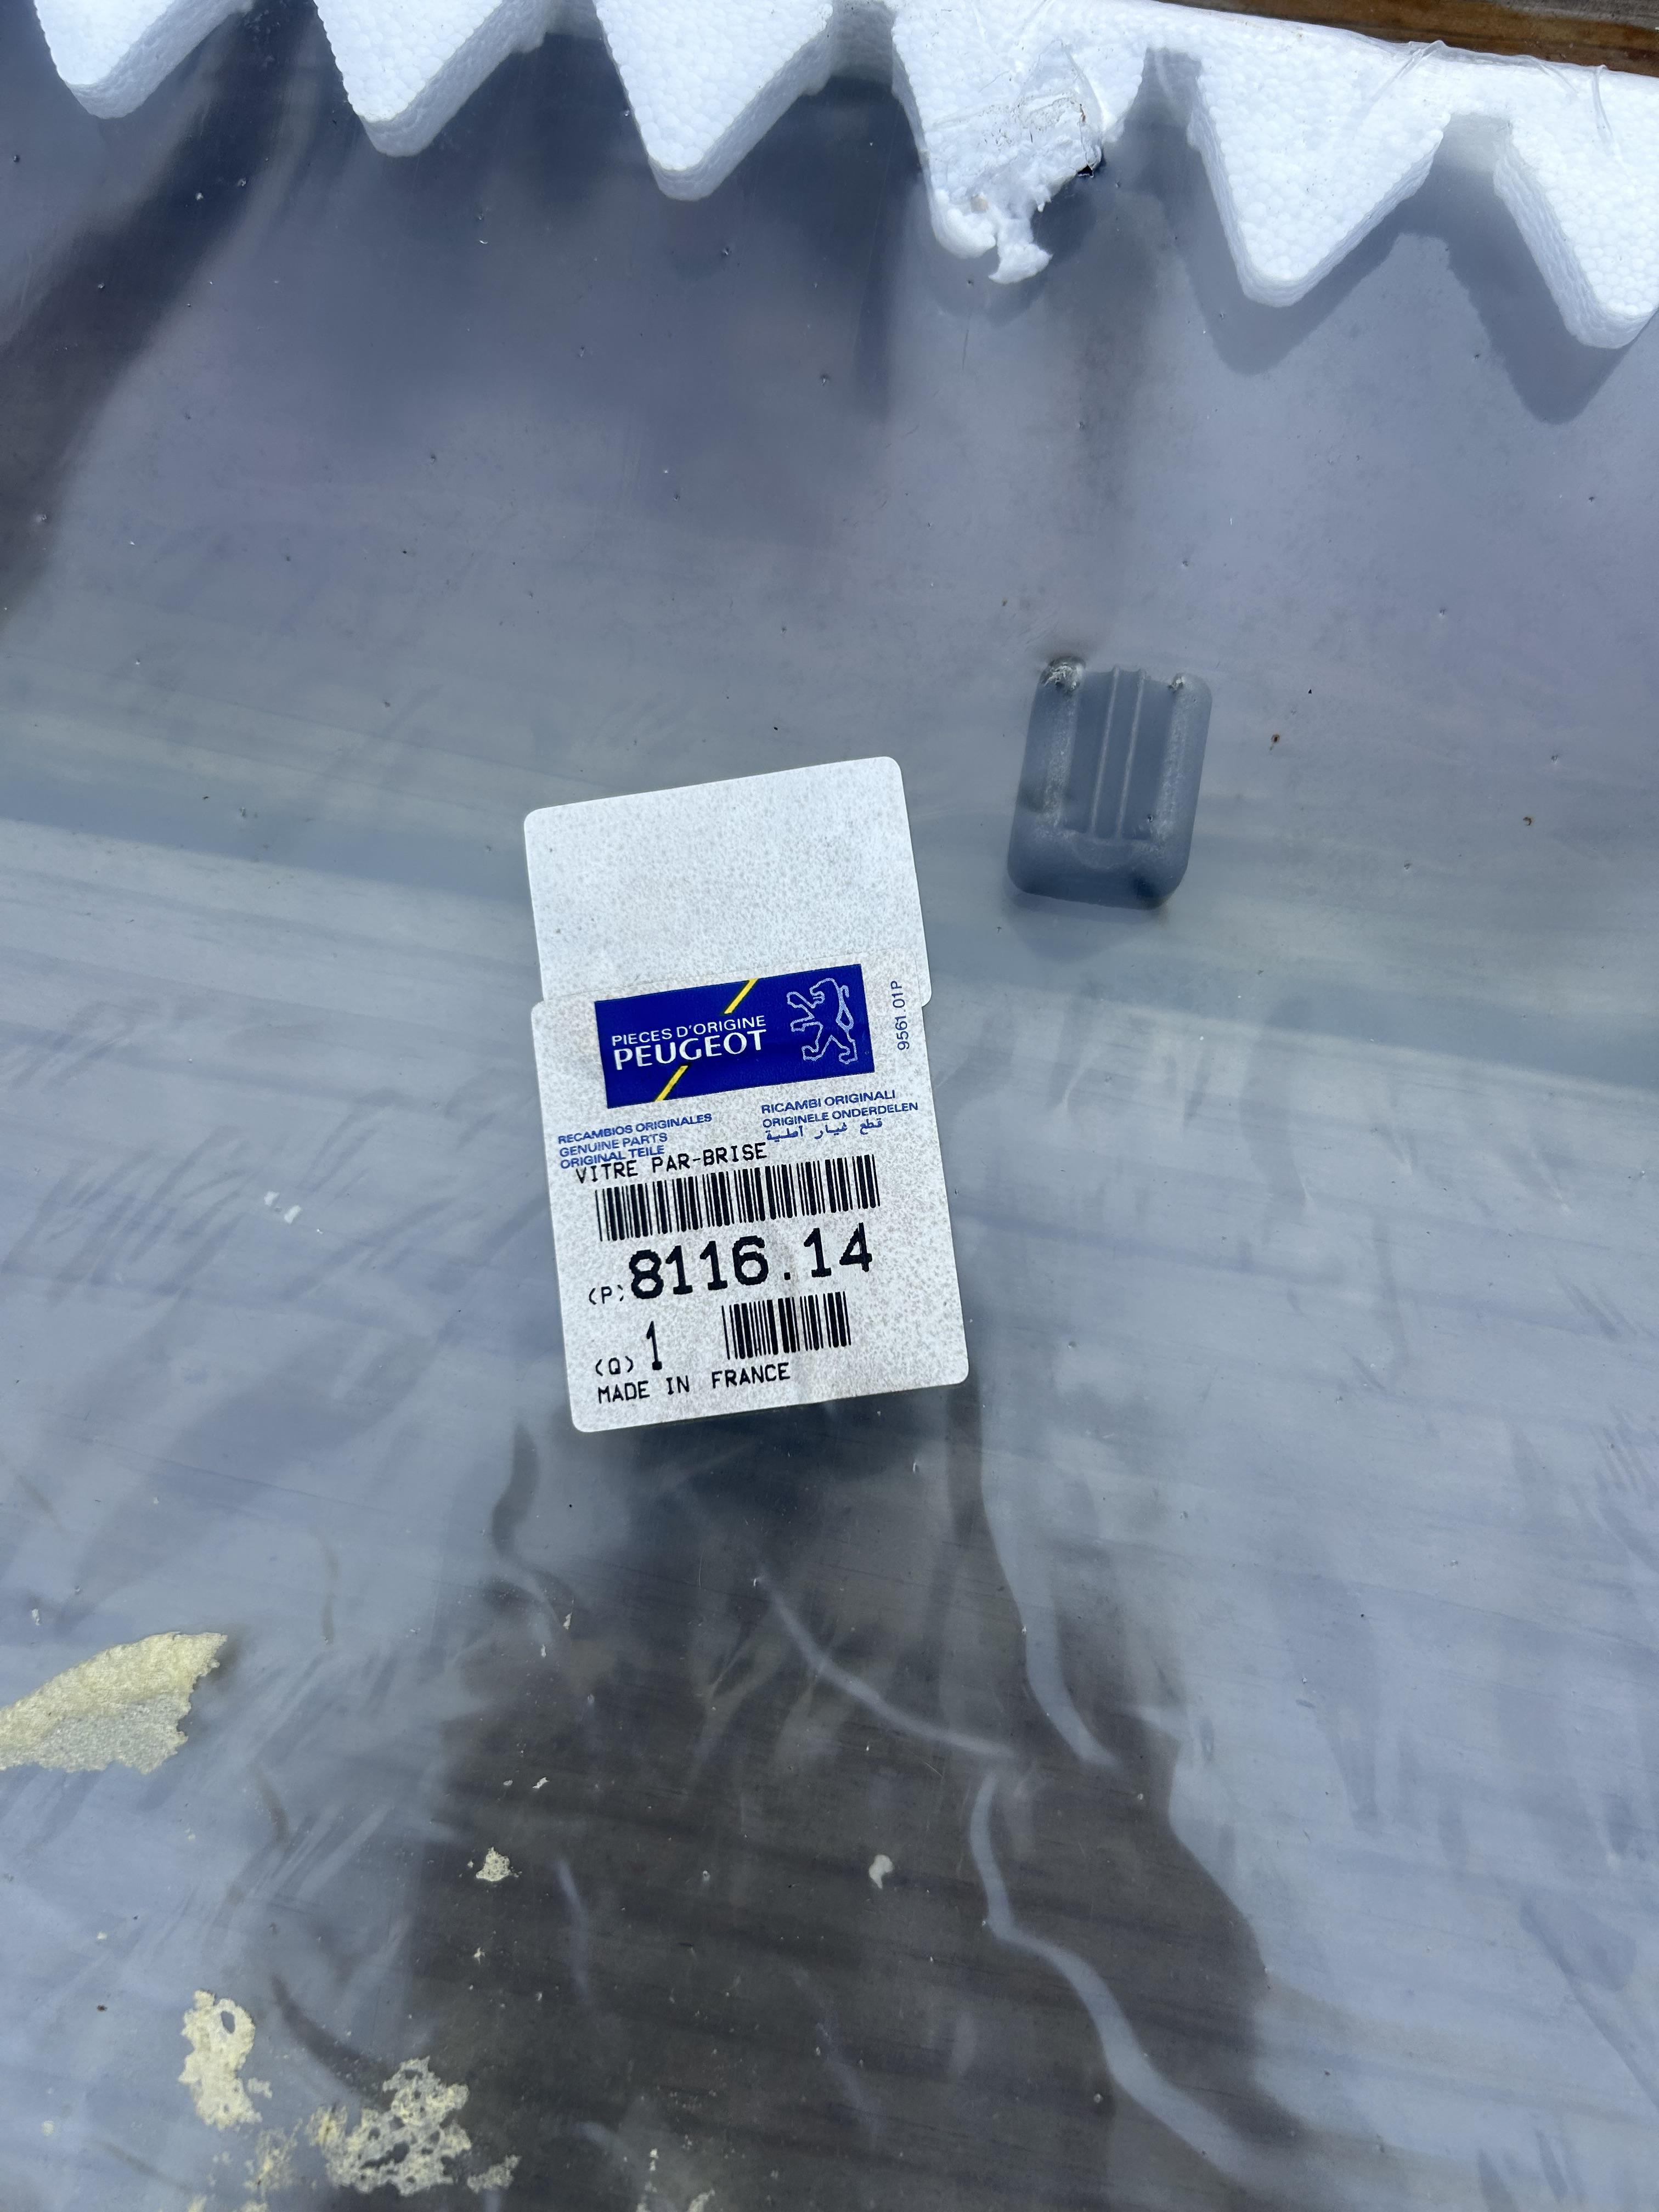 PIECES D'ORIGINE
PEUGEOT
9561 01P
RECAMBIOS ORIGINALES
GENUINE PARTS
ORIGINAL TEILE
RICAMBI ORIGINALI
ORIGINELE ONDERDELEN
قطع غيار أصلية
VITRE PAR-BRISE
(P) 8116.14
(Q) 1
MADE IN FRANCE